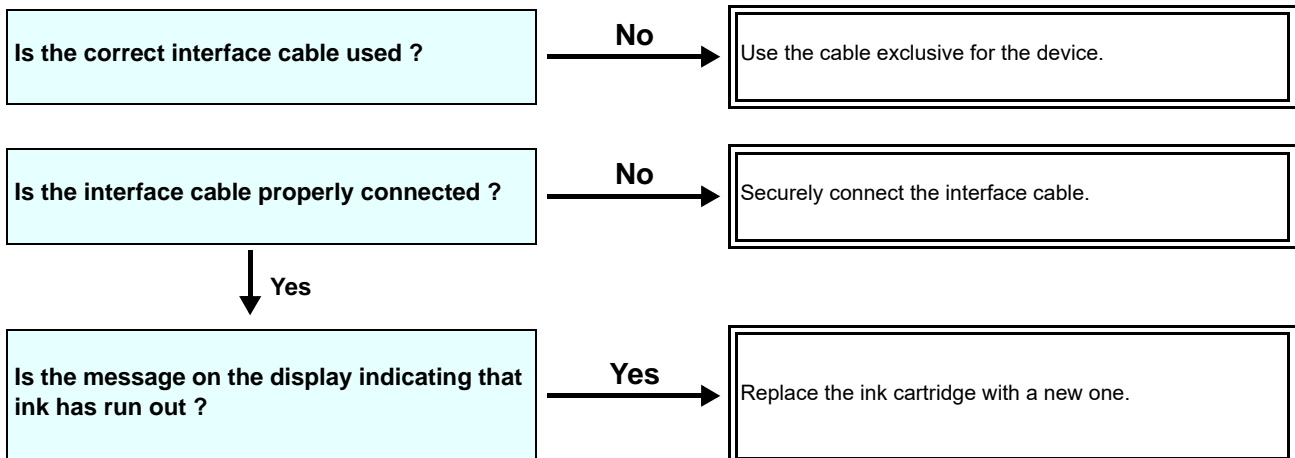 Is the correct interface cable used ?
No
Use the cable exclusive for the device.
Is the interface cable properly connected ?
No
Securely connect the interface cable.
Yes
Is the message on the display indicating that
ink has run out ?
Yes
Replace the ink cartridge with a new one.